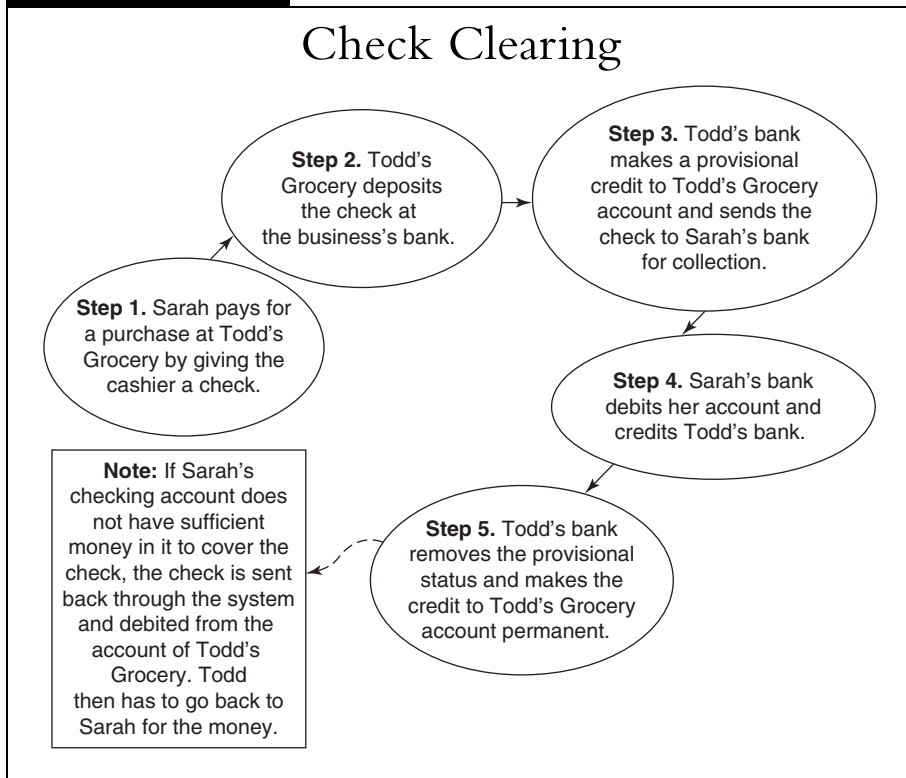 Check Clearing
Step 1. Sarah pays for
a purchase at Todd's
Grocery by giving the
cashier a check.
Step 2. Todd's
Grocery deposits
the check at
the business's bank.
Step 3. Todd's bank
makes a provisional
credit to Todd's Grocery
account and sends the
check to Sarah's bank
for collection.
Step 4. Sarah's bank
debits her account and
credits Todd's bank.
Step 5. Todd's bank
removes the provisional
status and makes the
credit to Todd's Grocery
account permanent.
Note: If Sarah's
checking account does
not have sufficient
money in it to cover the
check, the check is sent
back through the system
and debited from the
account of Todd's
Grocery. Todd
then has to go back to
Sarah for the money.